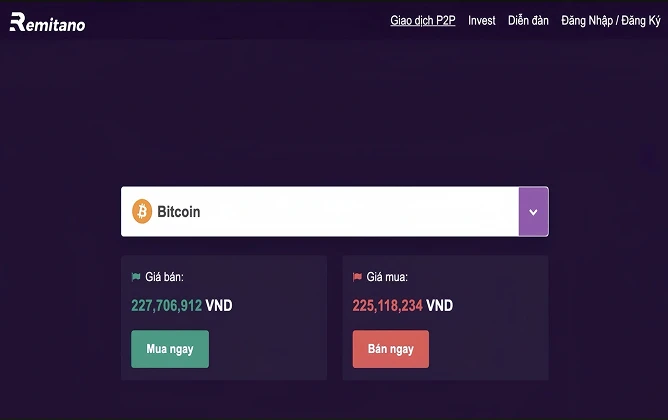 Remitano
Giao dịch P2P Invest Diễn đàn Đăng Nhập / Đăng Ký
Bitcoin
Giá bán:
227,706,912 VND
Mua ngay
Giá mua:
225,118,234 VND
Bán ngay